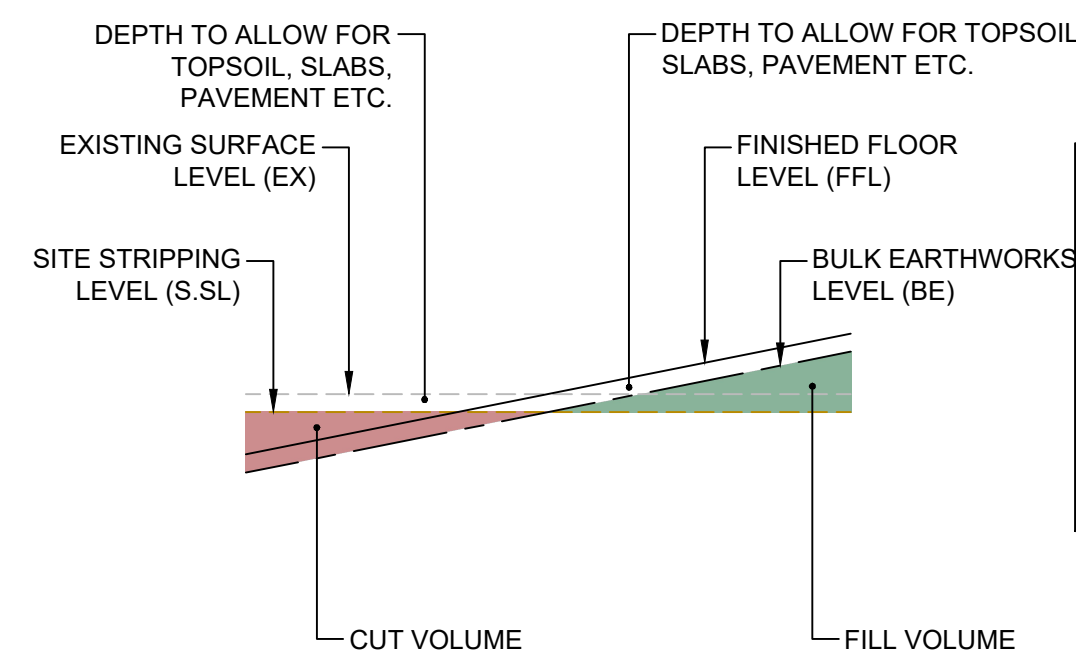 DEPTH TO ALLOW FOR
TOPSOIL, SLABS,
PAVEMENT ETC.
DEPTH TO ALLOW FOR TOPSOIL
SLABS, PAVEMENT ETC.
EXISTING SURFACE
LEVEL (EX)
FINISHED FLOOR
LEVEL (FFL)
SITE STRIPPING
LEVEL (S.SL)
BULK EARTHWORKS
LEVEL (BE)
CUT VOLUME
FILL VOLUME